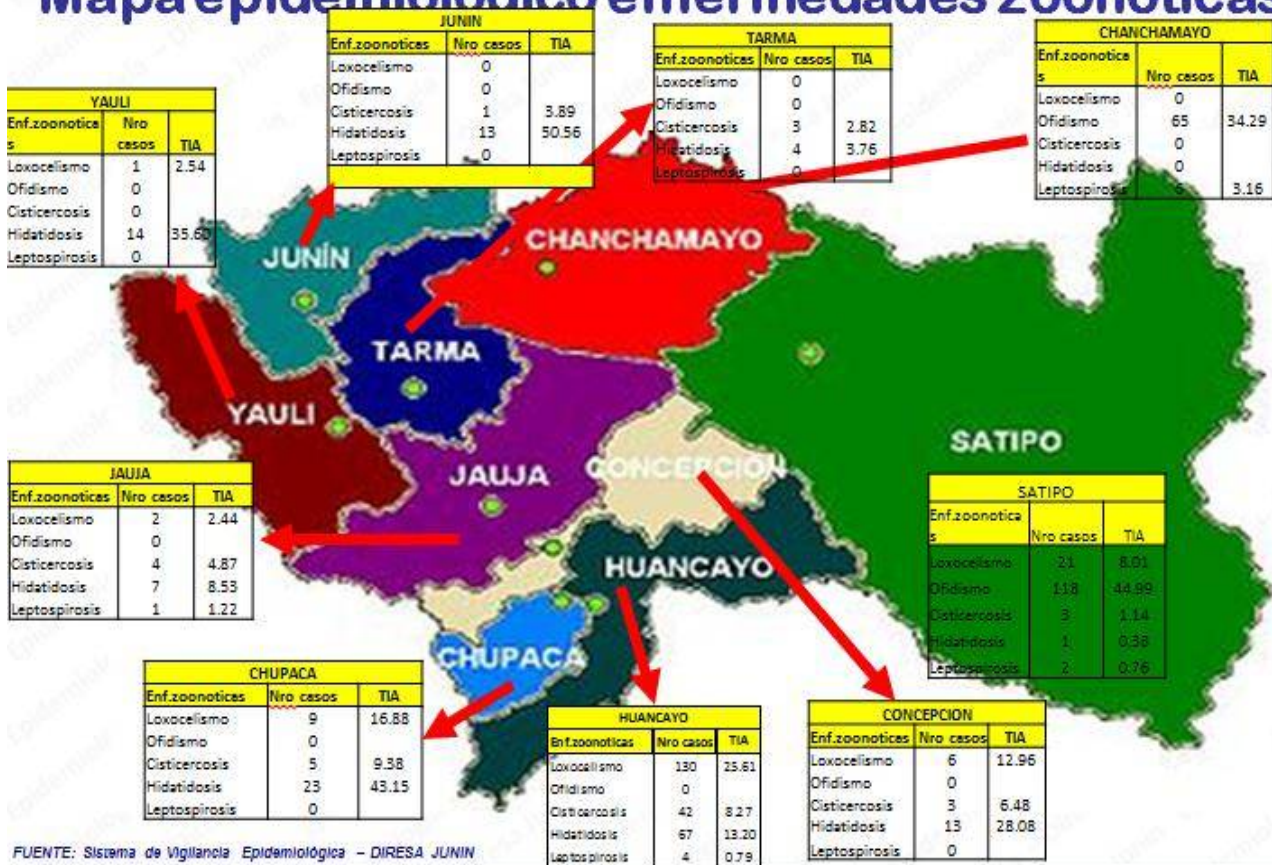 Mapa epidemiológico enfermedades zoonóticas
JUNIN
Enf.zoonoticas Nro casos TIA
Loxocelismo 0
Ofidismo 0
Cisticercosis 1 3.89
Hidatidosis 13 50.56
Leptospirosis 0
TARMA
Enf.zoonoticas Nro casos TIA
Loxocelismo 0
Ofidismo 0
Cisticercosis 3 2.82
Hidatidosis 4 3.76
Leptospirosis 0
CHANCHAMAYO
Enf.zoonotica
s Nro casos TIA
Loxocelismo 0
Ofidismo 65 34.29
Cisticercosis 0
Hidatidosis 0
Leptospirosis 6 3.16
YAULI
Enf.zoonotica Nro
s casos TIA
Loxocelismo 1 2.54
Ofidismo 0
Cisticercosis 0
Hidatidosis 14 35.60
Leptospirosis 0
JUNÍN
CHANCHAMAYO
TARMA
YAULI
JAUJA
CONCEPCION
SATIPO
HUANCAYO
CHUPACA
JAUJA
Enf.zoonoticas Nro casos TIA
Loxocelismo 2 2.44
Ofidismo 0
Cisticercosis 4 4.87
Hidatidosis 7 8.53
Leptospirosis 1 1.22
SATIPO
Enf.zoonotica
s Nro casos TIA
Loxocelismo 21 8.01
Ofidismo 118 44.99
Cisticercosis 3 1.14
Hidatidosis 1 0.38
Leptospirosis 2 0.76
CHUPACA
Enf.zoonoticas Nro casos TIA
Loxocelismo 9 16.88
Ofidismo 0
Cisticercosis 5 9.38
Hidatidosis 23 43.15
Leptospirosis 0
HUANCAYO
Enf.zoonoticas Nro casos TIA
Loxocelismo 130 25.61
Ofidismo 0
Cisticercosis 42 8.27
Hidatidosis 67 13.20
Leptospirosis 4 0.79
CONCEPCION
Enf.zoonoticas Nro casos TIA
Loxocelismo 6 12.96
Ofidismo 0
Cisticercosis 3 6.48
Hidatidosis 13 28.08
Leptospirosis 0
FUENTE: Sistema de Vigilancia Epidemiológica – DIRESA JUNIN